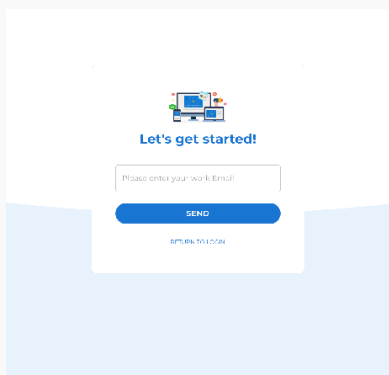 Let's get started!
Please enter your work Email
SEND
RETURN TO LOGIN